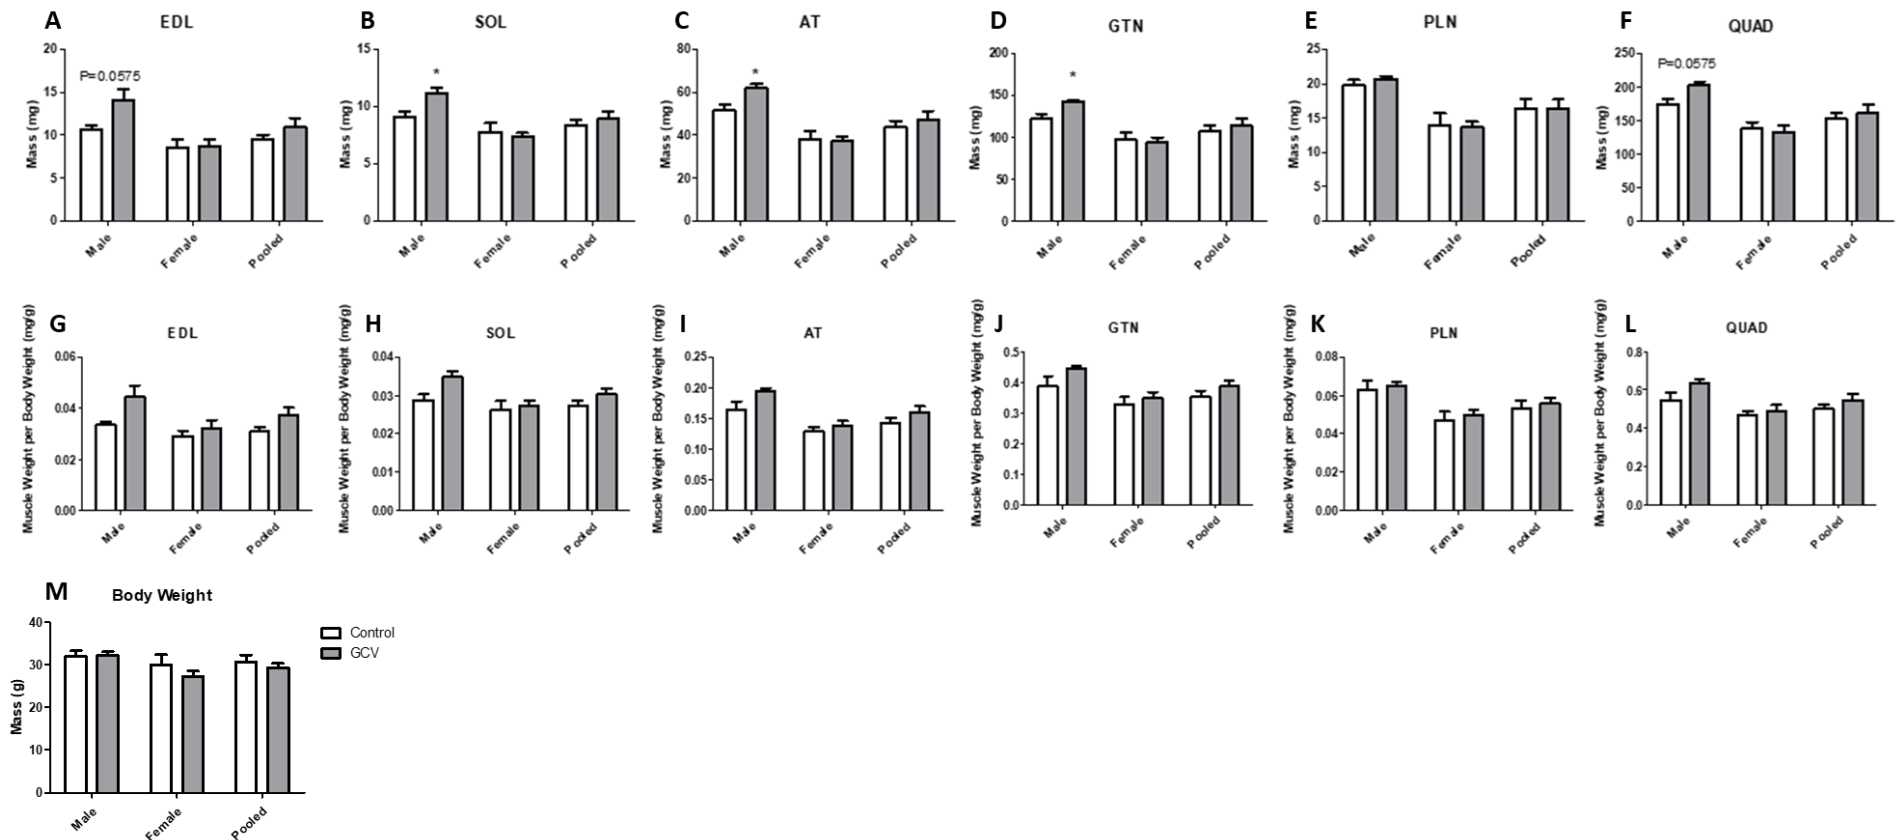 A EDL
Mass (mg)
20
15
10
5
0
P=0.0575
Male
Female
Pooled
B SOL
Mass (mg)
15
10
5
0
*
Male
Female
Pooled
C AT
Mass (mg)
80
60
40
20
0
*
Male
Female
Pooled
D GTN
Mass (mg)
200
150
100
50
0
*
Male
Female
Pooled
E PLN
Mass (mg)
25
20
15
10
5
0
Male
Female
Pooled
F QUAD
Mass (mg)
250
200
150
100
50
0
P=0.0575
Male
Female
Pooled
G EDL
Muscle Weight per Body Weight (mg/g)
0.06
0.04
0.02
0.00
Male
Female
Pooled
H SOL
Muscle Weight per Body Weight (mg/g)
0.04
0.03
0.02
0.01
0.00
Male
Female
Pooled
I AT
Muscle Weight per Body Weight (mg/g)
0.25
0.20
0.15
0.10
0.05
0.00
Male
Female
Pooled
J GTN
Muscle Weight per Body Weight (mg/g)
0.5
0.4
0.3
0.2
0.1
0.0
Male
Female
Pooled
K PLN
Muscle Weight per Body Weight (mg/g)
0.08
0.06
0.04
0.02
0.00
Male
Female
Pooled
L QUAD
Muscle Weight per Body Weight (mg/g)
0.8
0.6
0.4
0.2
0.0
Male
Female
Pooled
M Body Weight
Mass (g)
40
30
20
10
0
Male
Female
Pooled
Control
GCV